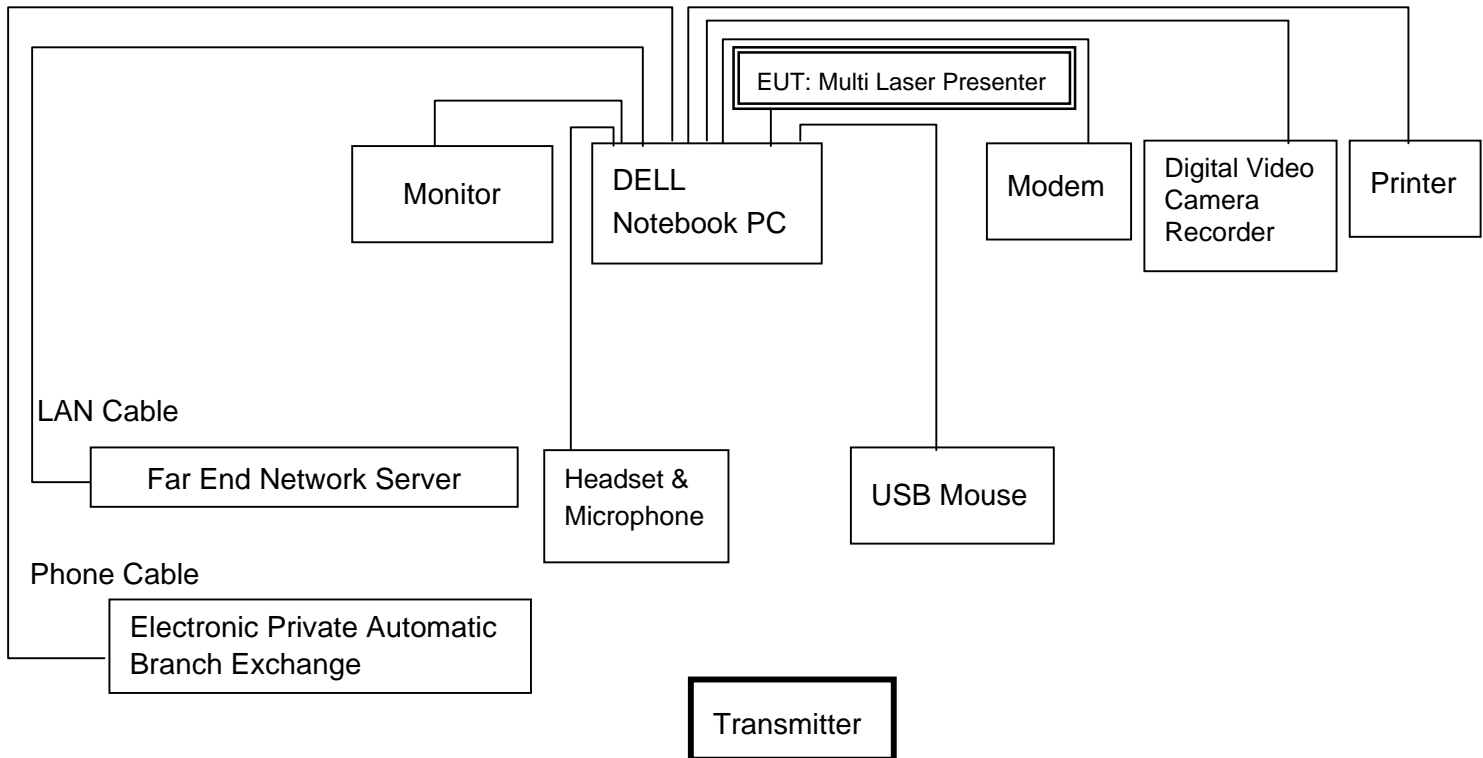 EUT: Multi Laser Presenter
Monitor
DELL
Notebook PC
Modem
Digital Video
Camera
Recorder
Printer
LAN Cable
Far End Network Server
Headset &
Microphone
USB Mouse
Phone Cable
Electronic Private Automatic
Branch Exchange
Transmitter